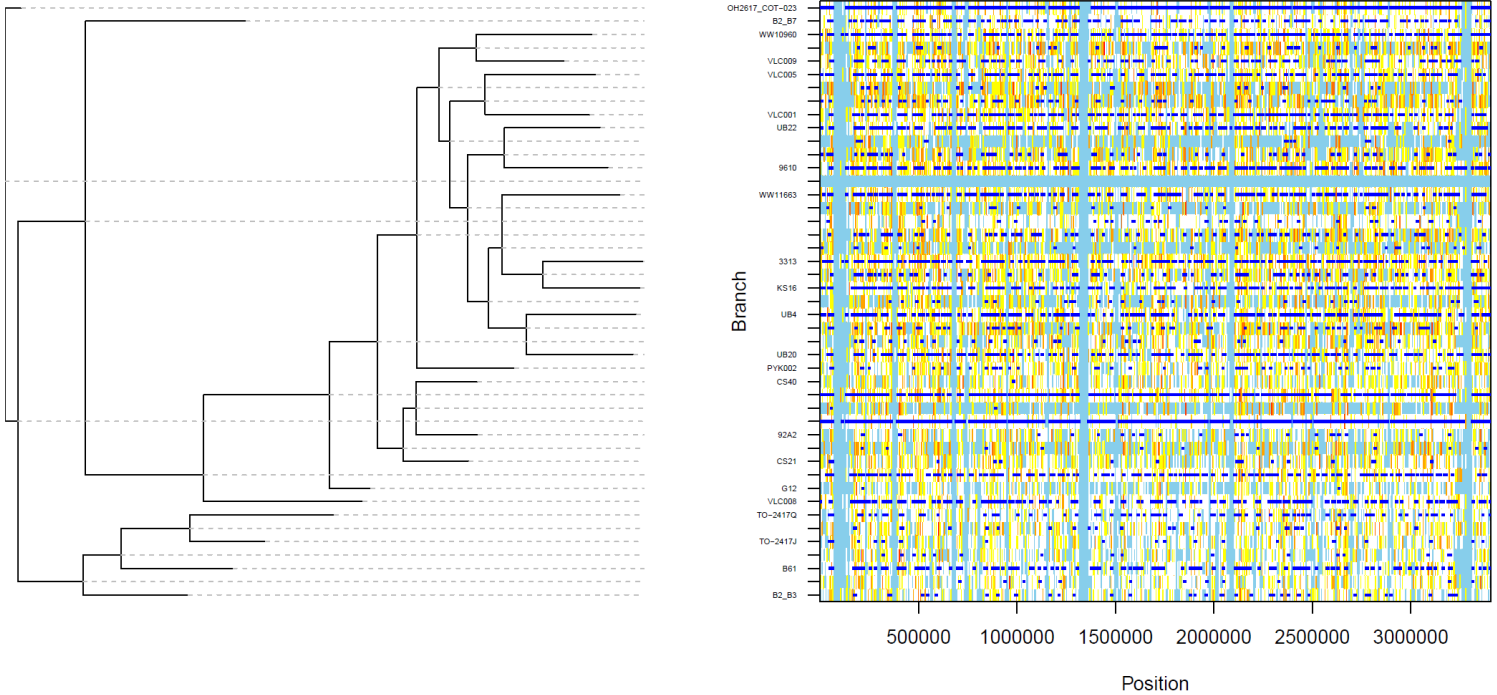 OH2617_COT-023
B2_B7
WW10960
VLC009
VLC005
VLC001
UB22
9610
WW11663
3313
KS16
UB4
UB20
PYK002
CS40
92A2
CS21
G12
VLC008
TO-2417Q
TO-2417J
B61
B2_B3
Branch
500000 1000000 1500000 2000000 2500000 3000000
Position